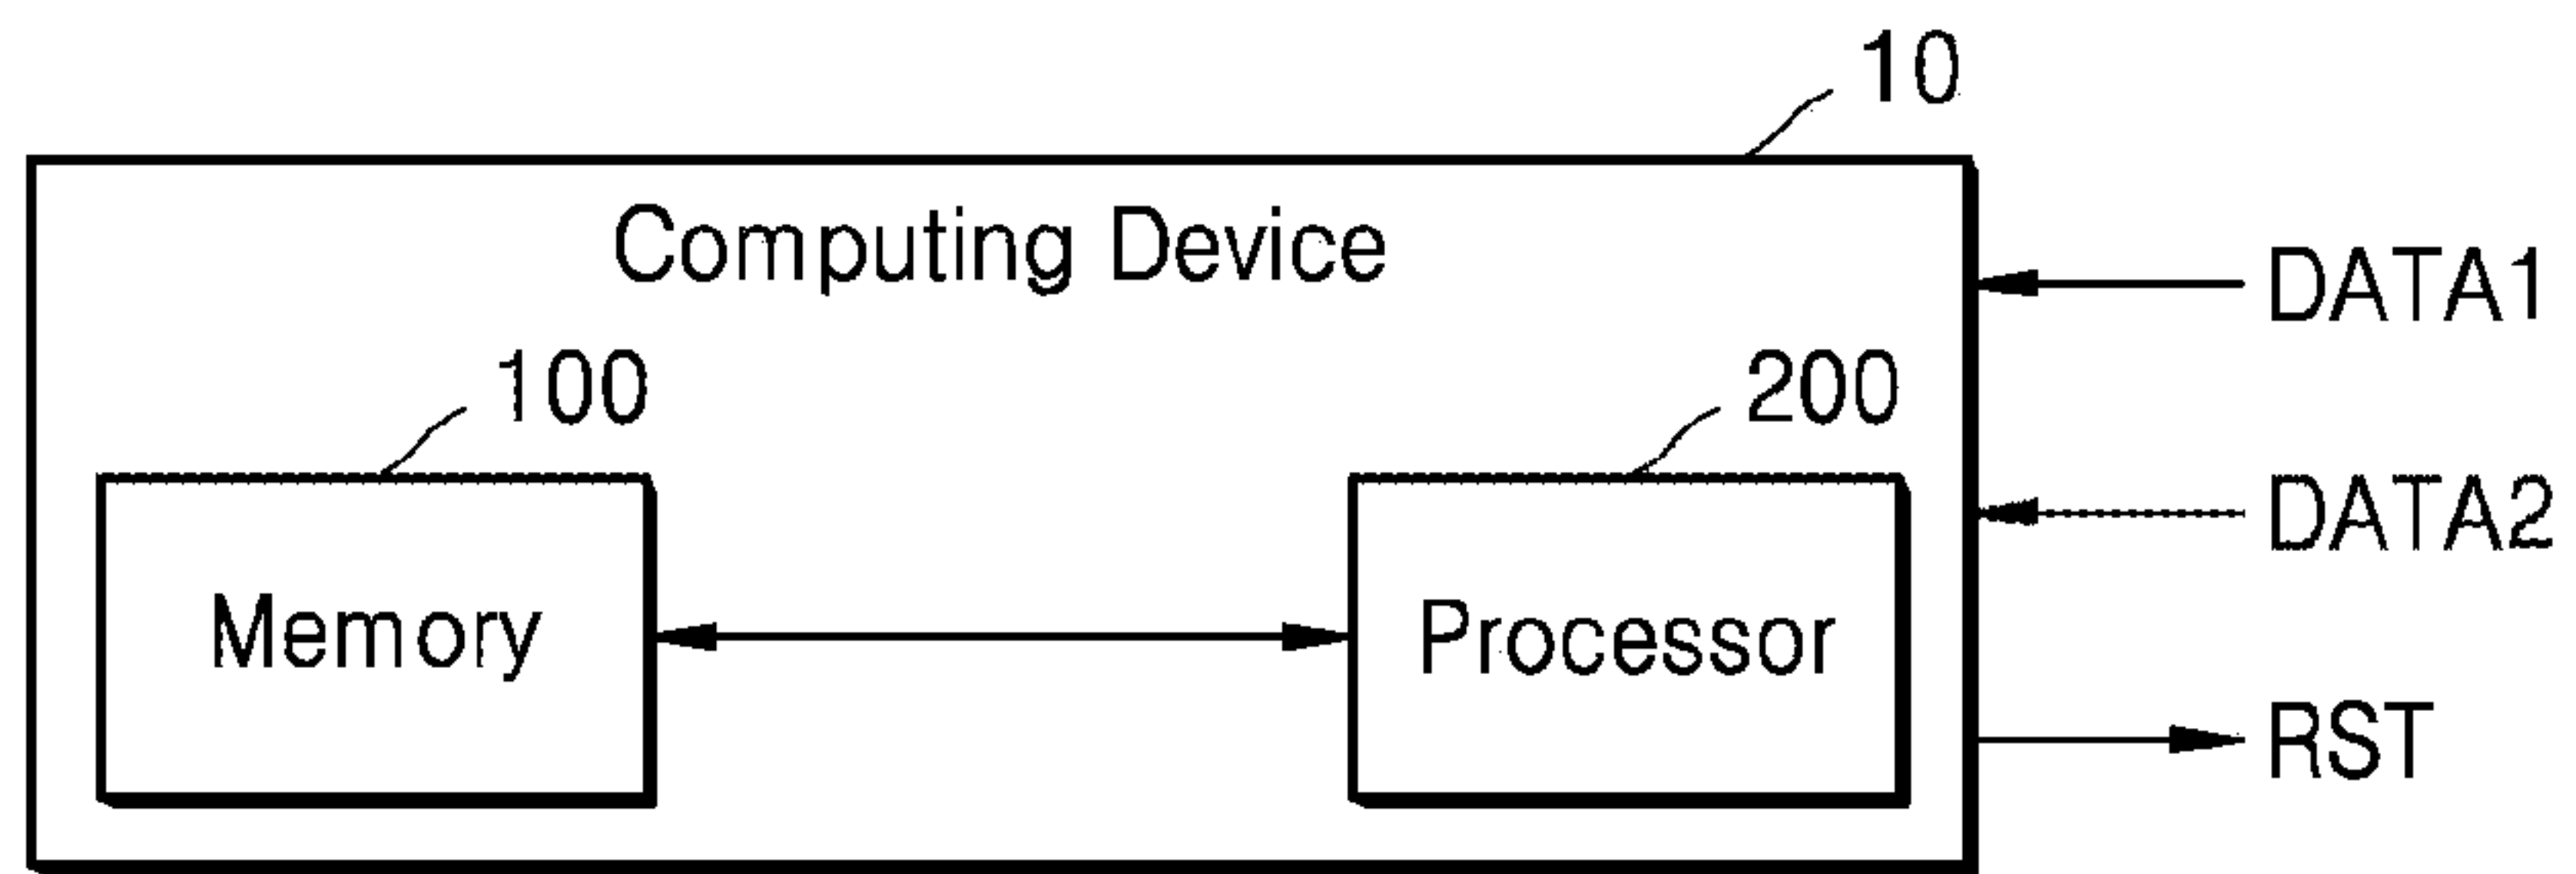 10
Computing Device
DATA1
100
200
DATA2
Memory
Processor
RST